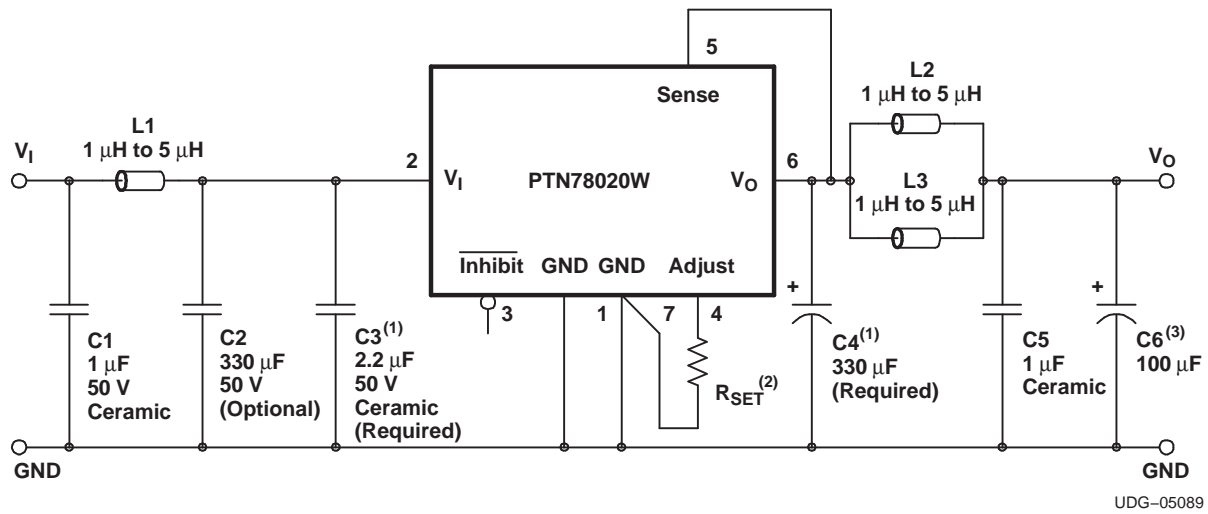 5
L2
1 μH to 5 μH
Sense
L1
1 μH to 5 μH
VI
2
VI
PTN78020W
VO
6
L3
1 μH to 5 μH
VO
Inhibit
GND
GND
Adjust
3
1
7
4
+
+
C1
1 μF
50 V
Ceramic
C2
330 μF
50 V
(Optional)
C3(1)
2.2 μF
50 V
Ceramic
(Required)
RSET(2)
C4(1)
330 μF
(Required)
C5
1 μF
Ceramic
C6(3)
100 μF
GND
GND
UDG–05089